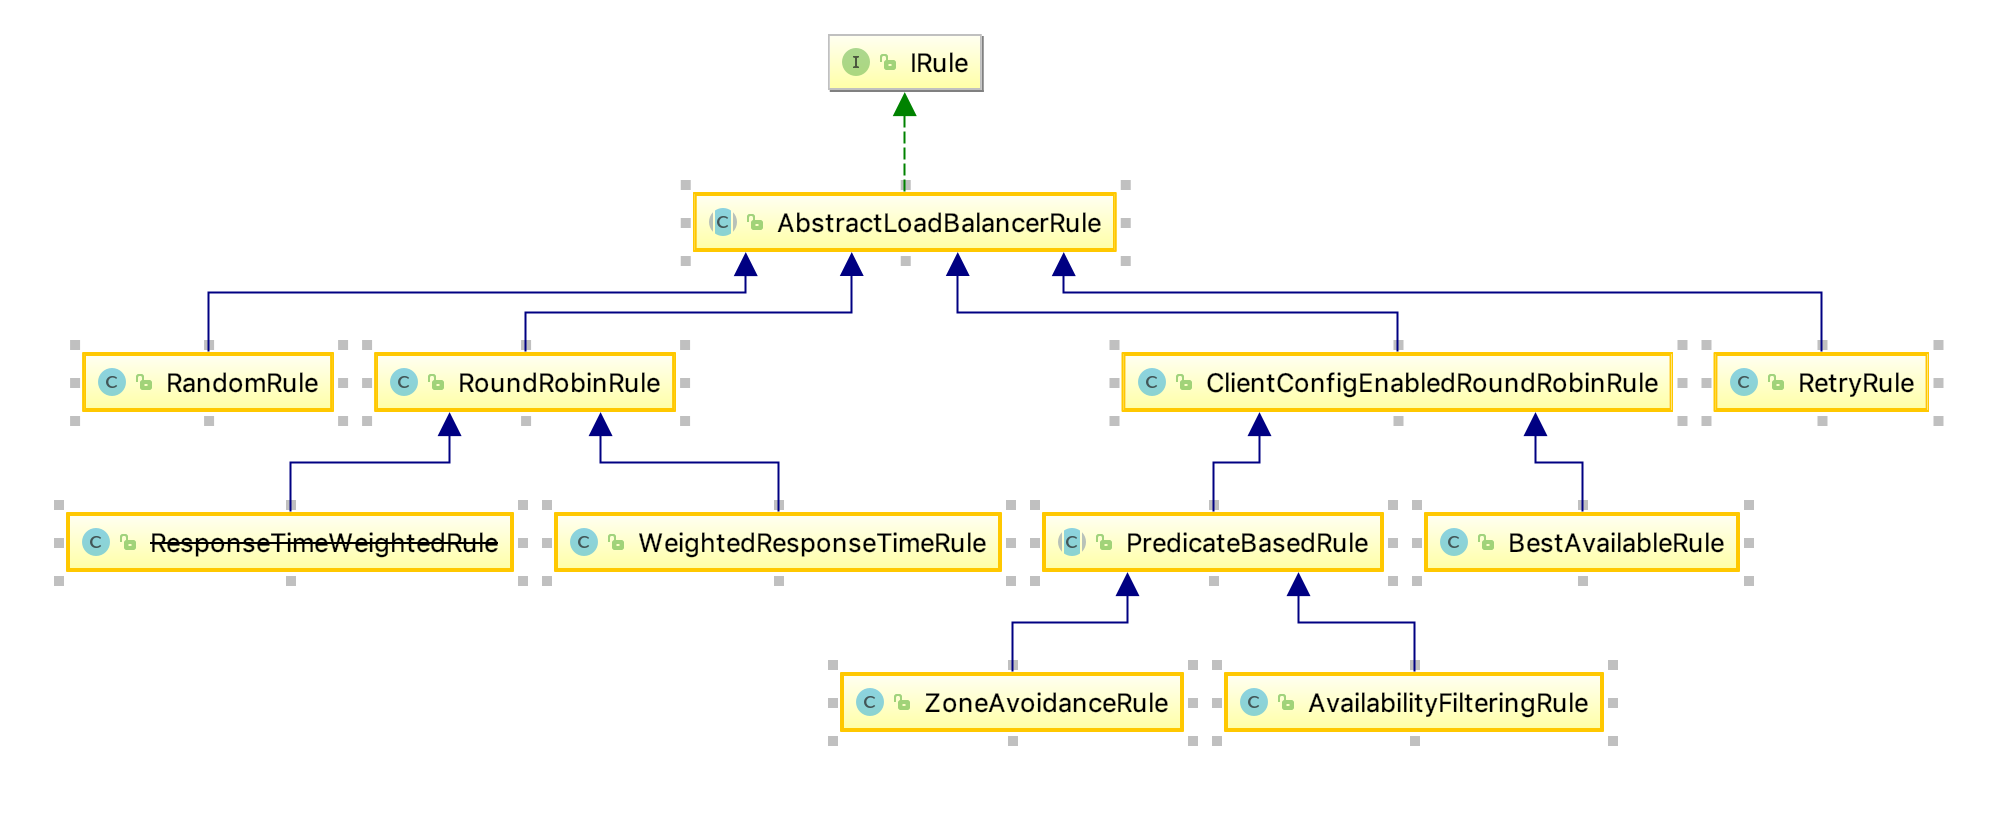 I IRule
C AbstractLoadBalancerRule
C RandomRule
C RoundRobinRule
C ClientConfigEnabledRoundRobinRule
C RetryRule
C ResponseTimeWeightedRule
C WeightedResponseTimeRule
C PredicateBasedRule
C BestAvailableRule
C ZoneAvoidanceRule
C AvailabilityFilteringRule